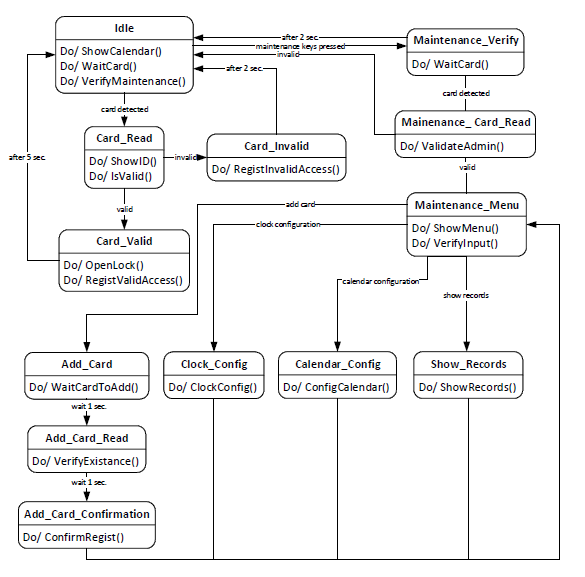 Idle
Do/ ShowCalendar()
Do/ WaitCard()
Do/ VerifyMaintenance()
after 2 sec.
maintenance keys pressed
invalid
after 2 sec.
Maintenance_Verify
Do/ WaitCard()
card detected
card detected
Mainenance_ Card_Read
Do/ ValidateAdmin()
Card_Read
Do/ ShowID()
Do/ IsValid()
invalid
Card_Invalid
Do/ RegistInvalidAccess()
after 5 sec.
valid
valid
Maintenance_Menu
Do/ ShowMenu()
Do/ VerifyInput()
add card
clock configuration
Card_Valid
Do/ OpenLock()
Do/ RegistValidAccess()
calendar configuration
show records
Add_Card
Do/ WaitCardToAdd()
Clock_Config
Do/ ClockConfig()
Calendar_Config
Do/ ConfigCalendar()
Show_Records
Do/ ShowRecords()
wait 1 sec.
Add_Card_Read
Do/ VerifyExistance()
wait 1 sec.
Add_Card_Confirmation
Do/ ConfirmRegist()